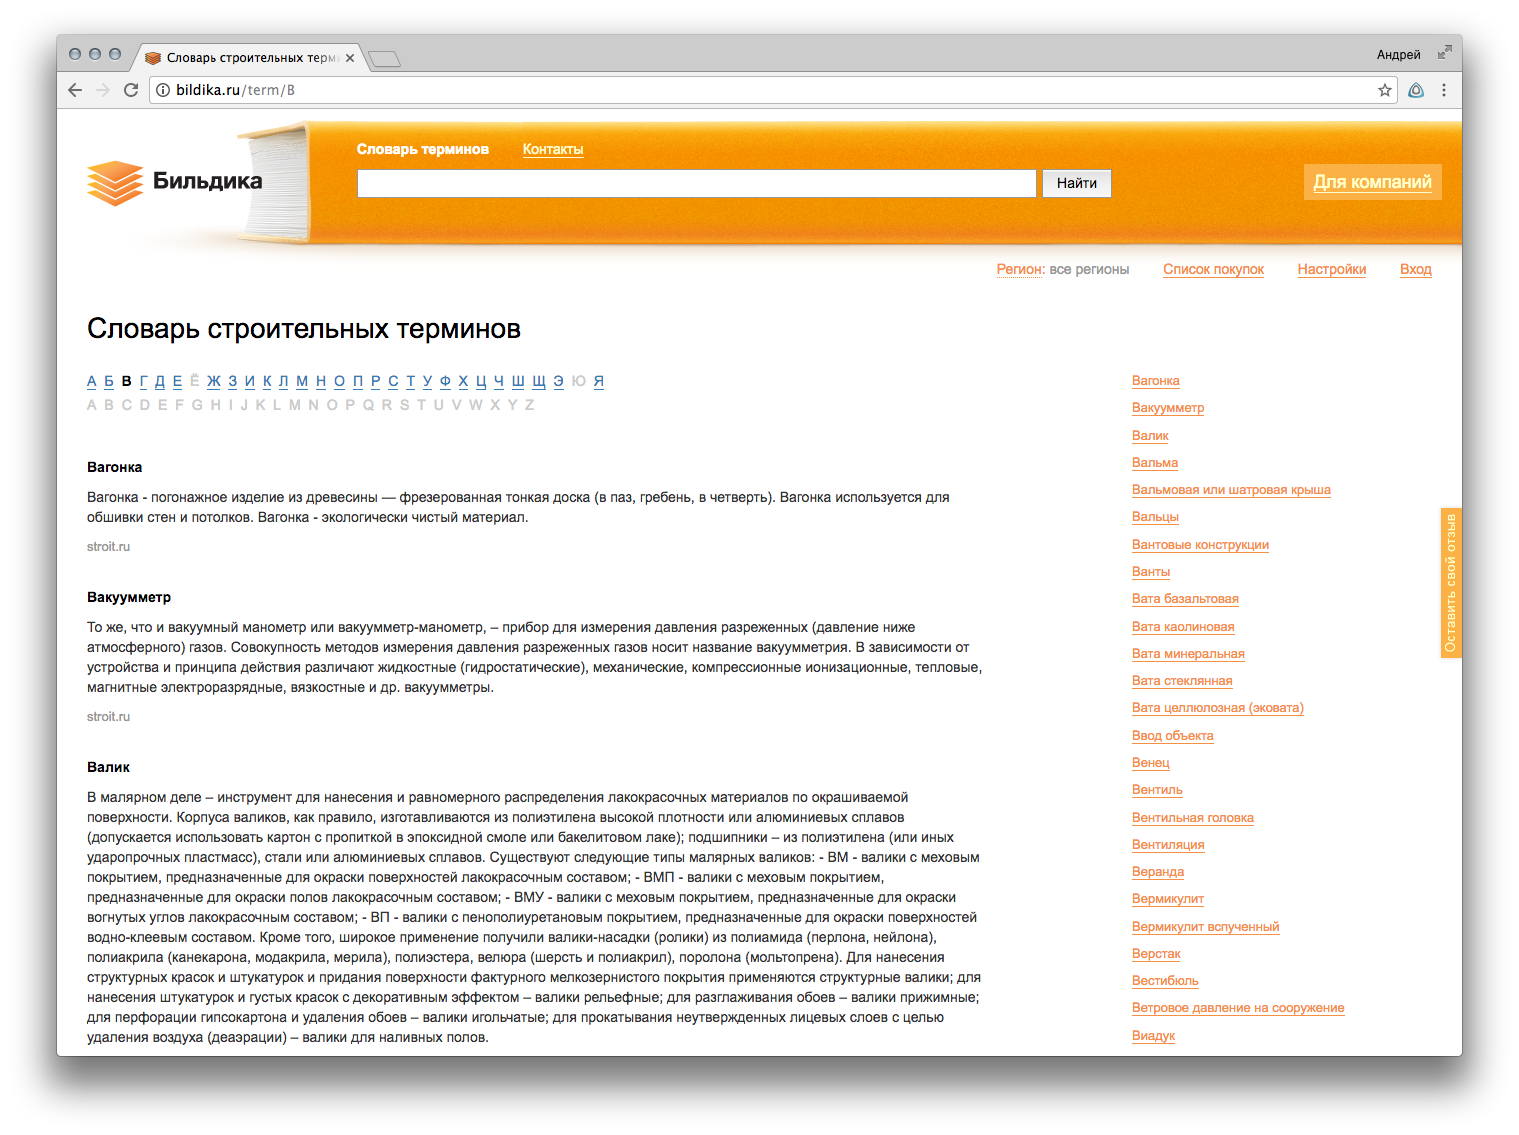 Словарь строительных терми
Андрей
bildika.ru/term/В
Бильдика
Словарь терминов Контакты
Найти
Для компаний
Регион: все регионы Список покупок Настройки Вход
Словарь строительных терминов
А Б В Г Д Е Ё Ж З И К Л М Н О П Р С Т У Ф Х Ц Ч Ш Щ Э Ю Я
A B C D E F G H I J K L M N O P Q R S T U V W X Y Z
Вагонка
Вагонка - погонажное изделие из древесины — фрезерованная тонкая доска (в паз, гребень, в четверть). Вагонка используется для
обшивки стен и потолков. Вагонка - экологически чистый материал.
stroit.ru
Вакуумметр
То же, что и вакуумный манометр или вакуумметр-манометр, – прибор для измерения давления разреженных (давление ниже
атмосферного) газов. Совокупность методов измерения давления разреженных газов носит название вакуумметрия. В зависимости от
устройства и принципа действия различают жидкостные (гидростатические), механические, компрессионные ионизационные, тепловые,
магнитные электроразрядные, вязкостные и др. вакуумметры.
stroit.ru
Валик
В малярном деле – инструмент для нанесения и равномерного распределения лакокрасочных материалов по окрашиваемой
поверхности. Корпуса валиков, как правило, изготавливаются из полиэтилена высокой плотности или алюминиевых сплавов
(допускается использовать картон с пропиткой в эпоксидной смоле или бакелитовом лаке); подшипники – из полиэтилена (или иных
ударопрочных пластмасс), стали или алюминиевых сплавов. Существуют следующие типы малярных валиков: - ВМ - валики с меховым
покрытием, предназначенные для окраски поверхностей лакокрасочным составом; - ВМП - валики с меховым покрытием,
предназначенные для окраски полов лакокрасочным составом; - ВМУ - валики с меховым покрытием, предназначенные для окраски
вогнутых углов лакокрасочным составом; - ВП - валики с пенополиуретановым покрытием, предназначенные для окраски поверхностей
водно-клеевым составом. Кроме того, широкое применение получили валики-насадки (ролики) из полиамида (перлона, нейлона),
полиакрила (канекарона, модакрила, мерила), полиэстера, велюра (шерсть и полиакрил), поролона (мольтопрена). Для нанесения
структурных красок и штукатурок и придания поверхности фактурного мелкозернистого покрытия применяются структурные валики; для
нанесения штукатурок и густых красок с декоративным эффектом – валики рельефные; для разглаживания обоев – валики прижимные;
для перфорации гипсокартона и удаления обоев – валики игольчатые; для прокатывания неутвержденных лицевых слоев с целью
удаления воздуха (деаэрации) – валики для наливных полов.
Вагонка
Вакуумметр
Валик
Вальма
Вальмовая или шатровая крыша
Вальцы
Вантовые конструкции
Ванты
Вата базальтовая
Вата каолиновая
Вата минеральная
Вата стеклянная
Вата целлюлозная (эковата)
Ввод объекта
Венец
Вентиль
Вентильная головка
Вентиляция
Веранда
Вермикулит
Вермикулит вспученный
Верстак
Вестибюль
Ветровое давление на сооружение
Виадук
Оставить свой отзыв